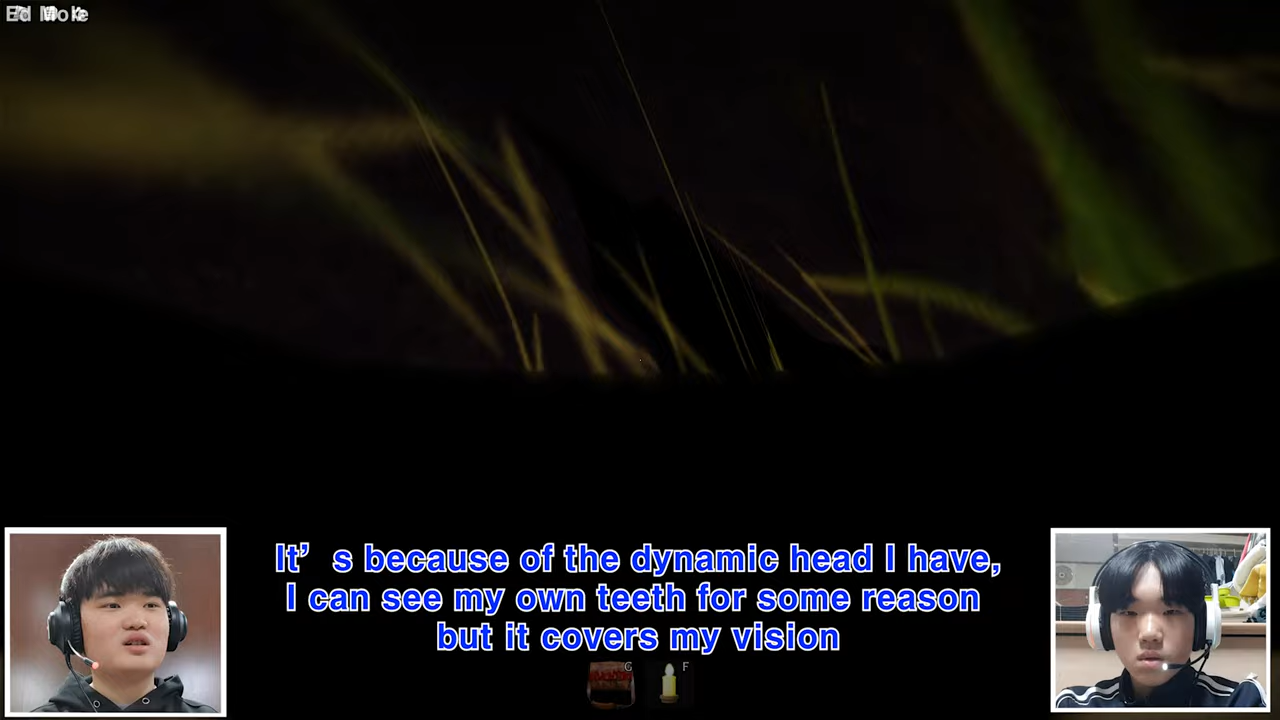 It’s because of the dynamic head I have,
I can see my own teeth for some reason
but it covers my vision
G
F